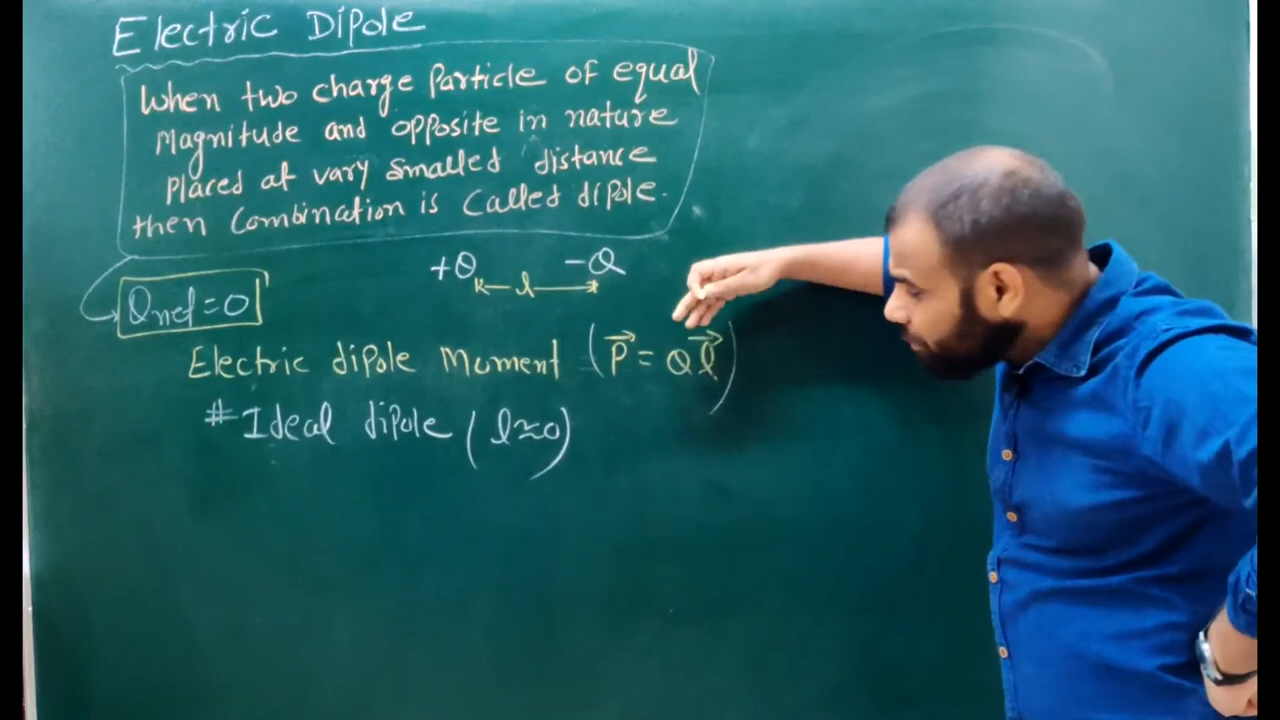 Electric Dipole
When two charge Particle of equal
Magnitude and opposite in nature
Placed at vary smalled distance
then Combination is Called dipole.
+Q -Q
l
Qnet = 0
Electric dipole Moment (P⃗ = Ql⃗)
# Ideal dipole (l≈0)